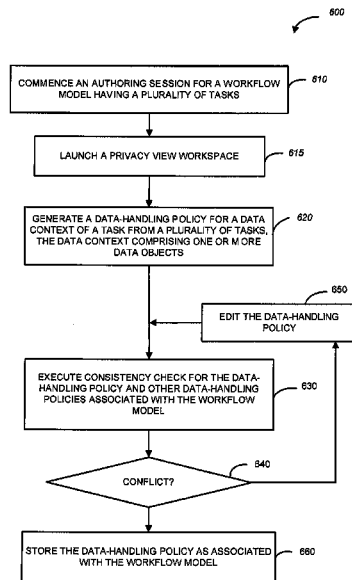 600
COMMENCE AN AUTHORING SESSION FOR A WORKFLOW
MODEL HAVING A PLURALITY OF TASKS
610
LAUNCH A PRIVACY VIEW WORKSPACE
615
GENERATE A DATA-HANDLING POLICY FOR A DATA
CONTEXT OF A TASK FROM A PLURALITY OF TASKS,
THE DATA CONTEXT COMPRISING ONE OR MORE
DATA OBJECTS
620
650
EDIT THE DATA-HANDLING
POLICY
EXECUTE CONSISTENCY CHECK FOR THE DATA-
HANDLING POLICY AND OTHER DATA-HANDLING
POLICIES ASSOCIATED WITH THE WORKFLOW
MODEL
630
CONFLICT?
640
STORE THE DATA-HANDLING POLICY AS ASSOCIATED
WITH THE WORKFLOW MODEL
660